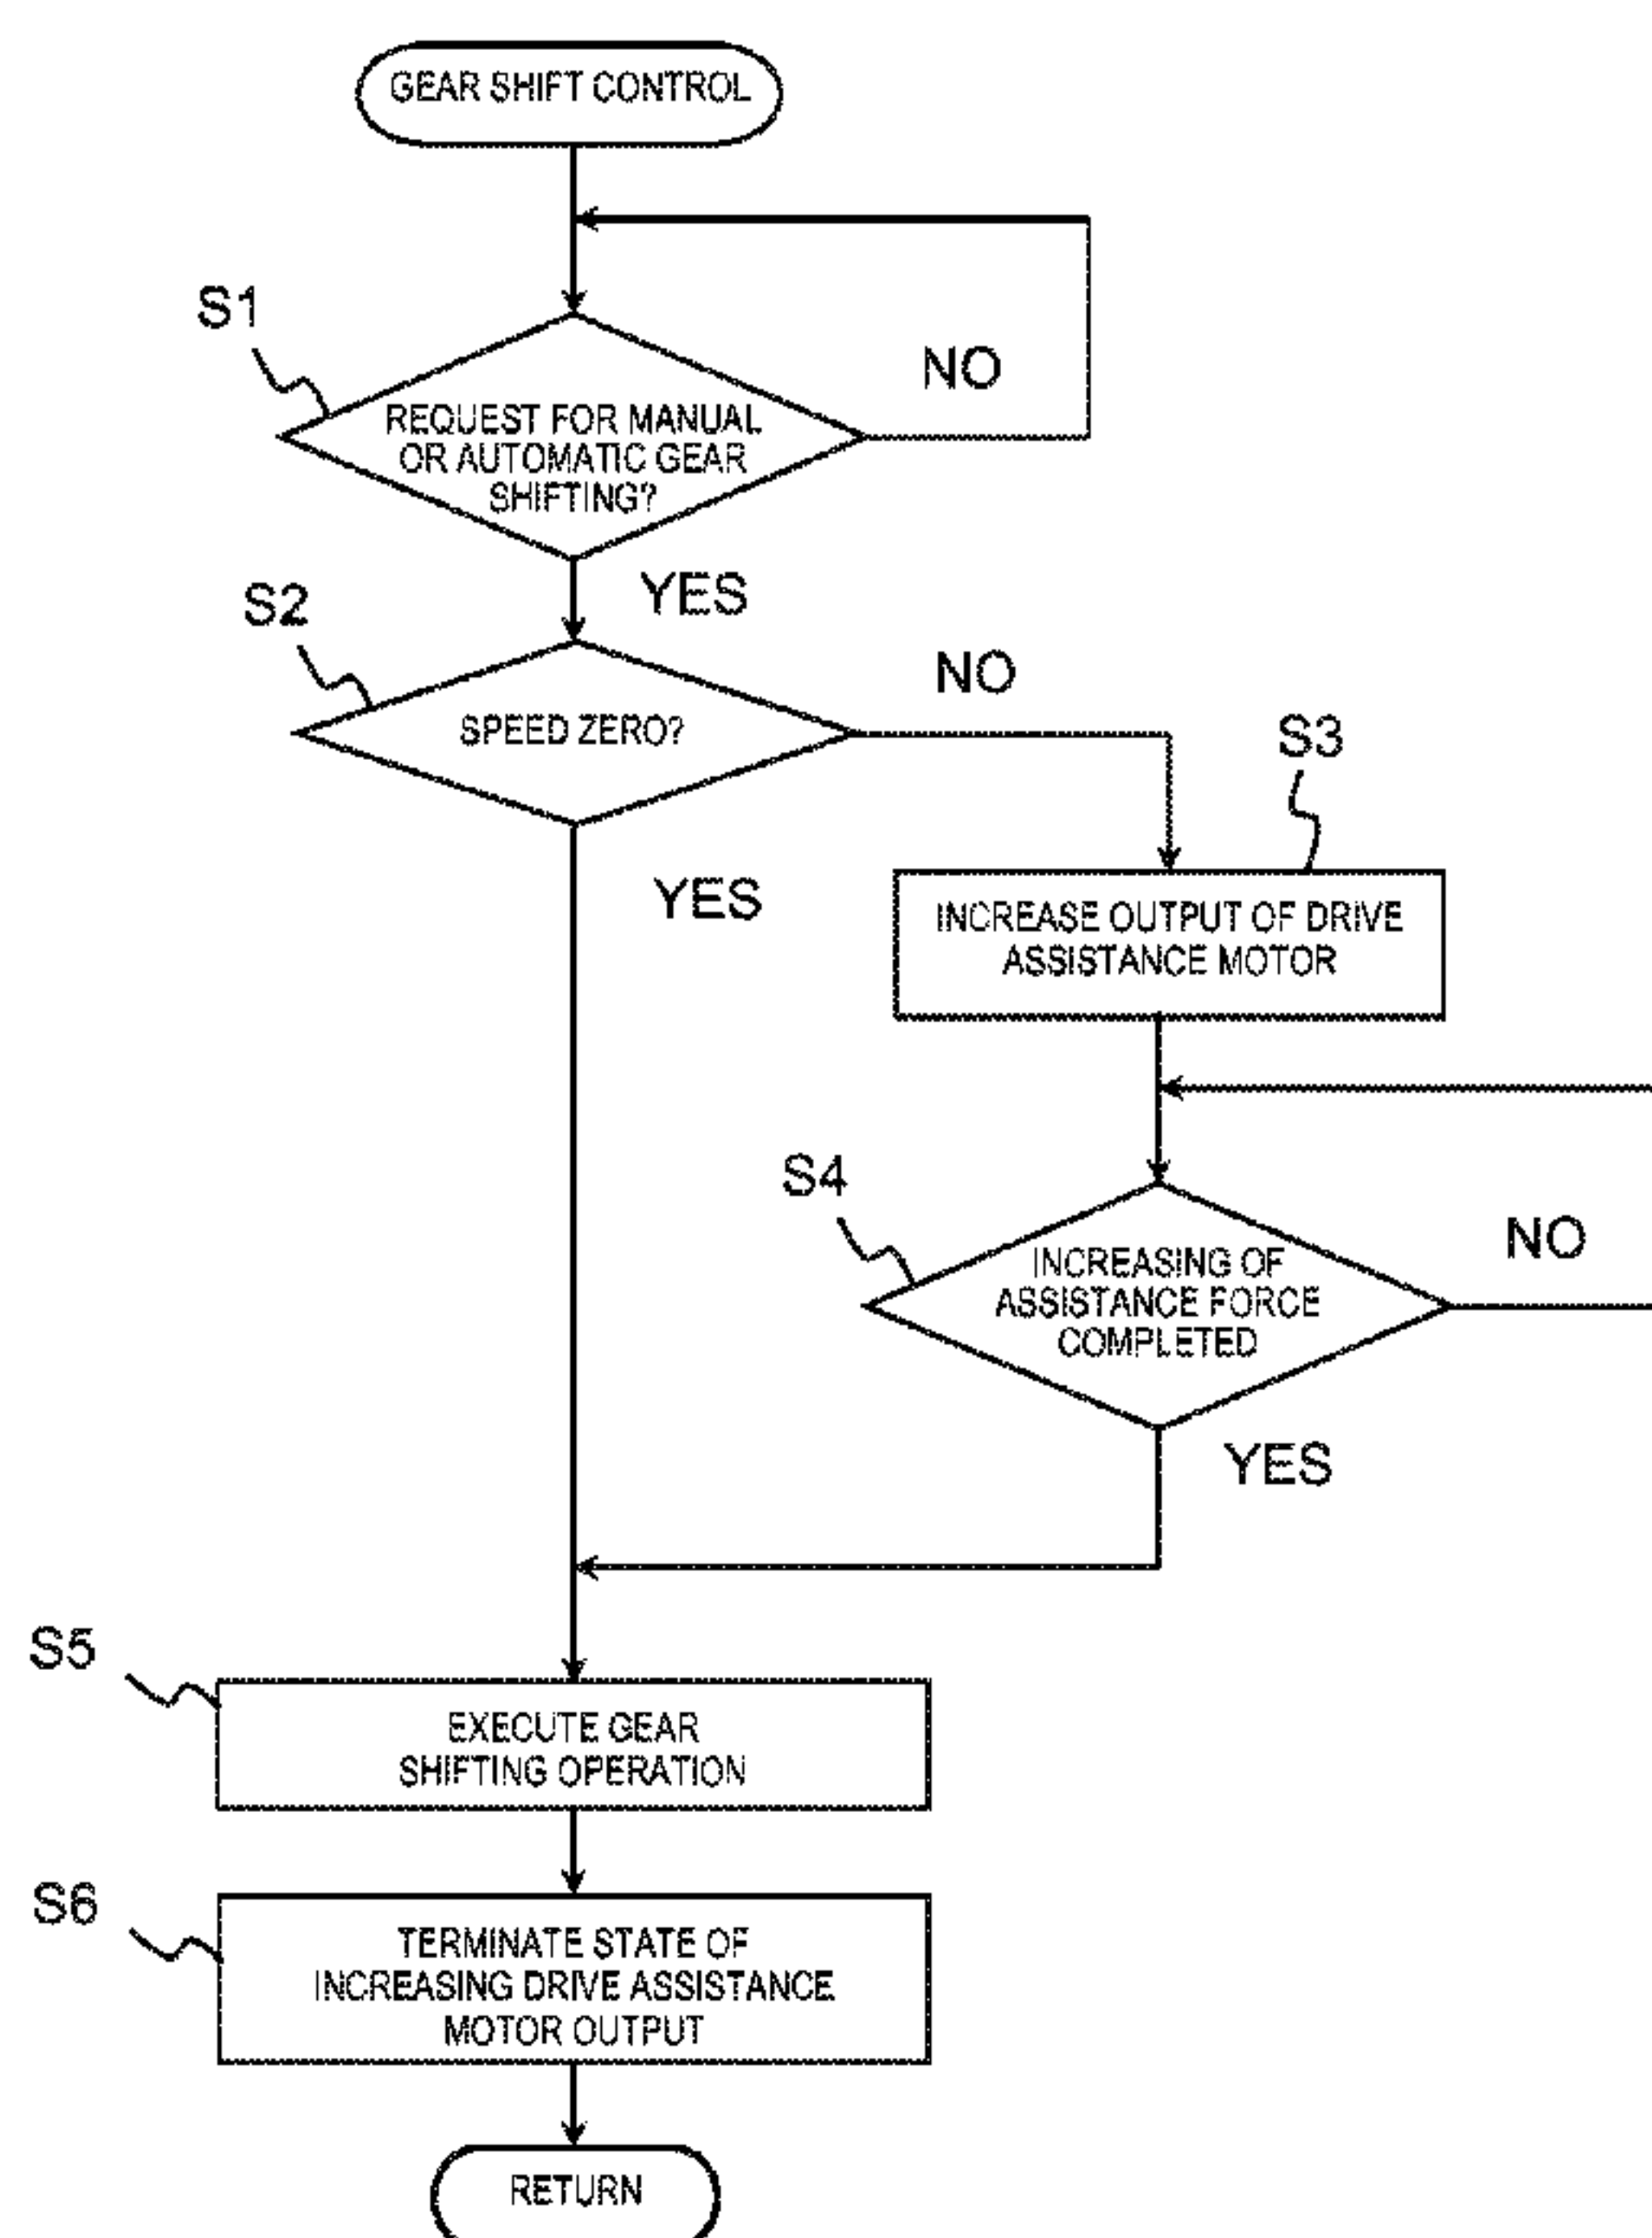 GEAR SHIFT CONTROL
S1
NO
REQUEST FOR MANUAL
OR AUTOMATIC GEAR
SHIFTING?
YES
S2
NO
SPEED ZERO?
S3
YES
INCREASE OUTPUT OF DRIVE
ASSISTANCE MOTOR
S4
NO
INCREASING OF
ASSISTANCE FORCE
COMPLETED
YES
S5
EXECUTE GEAR
SHIFTING OPERATION
S6
TERMINATE STATE OF
INCREASING DRIVE ASSISTANCE
MOTOR OUTPUT
RETURN